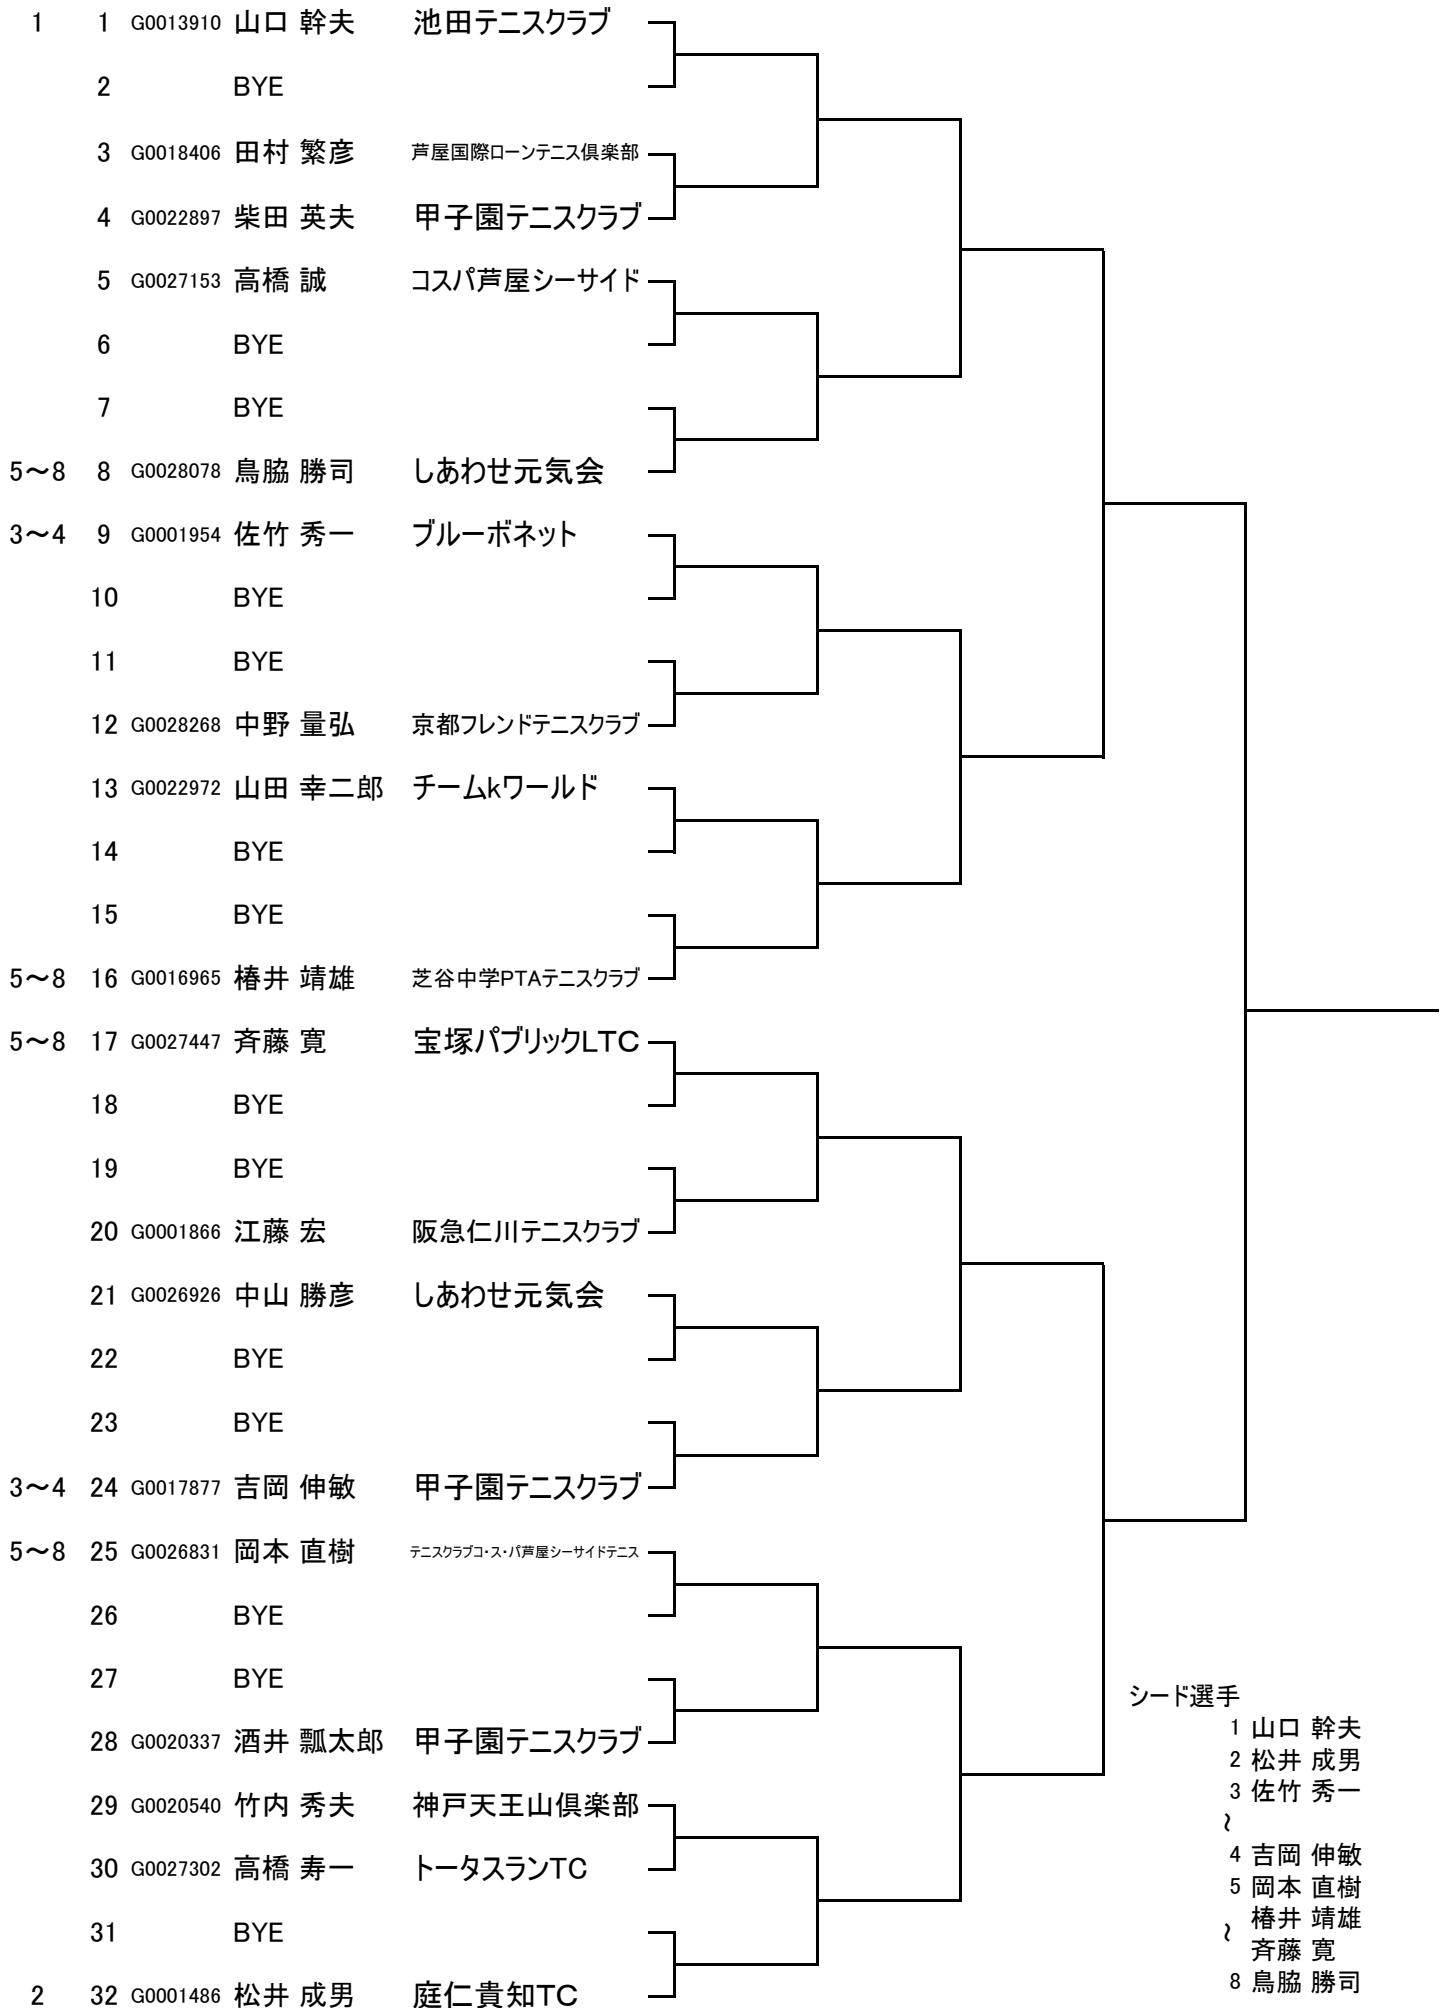 1 1 G0013910 山口 幹夫 池田テニスクラブ
2 BYE
3 G0018406 田村 繁彦 芦屋国際ローンテニス倶楽部
4 G0022897 柴田 英夫 甲子園テニスクラブ
5 G0027153 高橋 誠 コスパ芦屋シーサイド
6 BYE
7 BYE
5～8 8 G0028078 鳥脇 勝司 しあわせ元気会
3～4 9 G0001954 佐竹 秀一 ブルーボネット
10 BYE
11 BYE
12 G0028268 中野 量弘 京都フレンドテニスクラブ
13 G0022972 山田 幸二郎 チームkワールド
14 BYE
15 BYE
5～8 16 G0016965 椿井 靖雄 芝谷中学PTAテニスクラブ
5～8 17 G0027447 斉藤 寛 宝塚パブリックLTC
18 BYE
19 BYE
20 G0001866 江藤 宏 阪急仁川テニスクラブ
21 G0026926 中山 勝彦 しあわせ元気会
22 BYE
23 BYE
3～4 24 G0017877 吉岡 伸敏 甲子園テニスクラブ
5～8 25 G0026831 岡本 直樹 テニスクラブコ・ス・パ芦屋シーサイドテニス
26 BYE
27 BYE
28 G0020337 酒井 瓢太郎 甲子園テニスクラブ
29 G0020540 竹内 秀夫 神戸天王山倶楽部
30 G0027302 高橋 寿一 トータスランTC
31 BYE
2 32 G0001486 松井 成男 庭仁貴知TC
シード選手
1 山口 幹夫
2 松井 成男
3 佐竹 秀一
～
4 吉岡 伸敏
5 岡本 直樹
椿井 靖雄
～
斉藤 寛
8 鳥脇 勝司